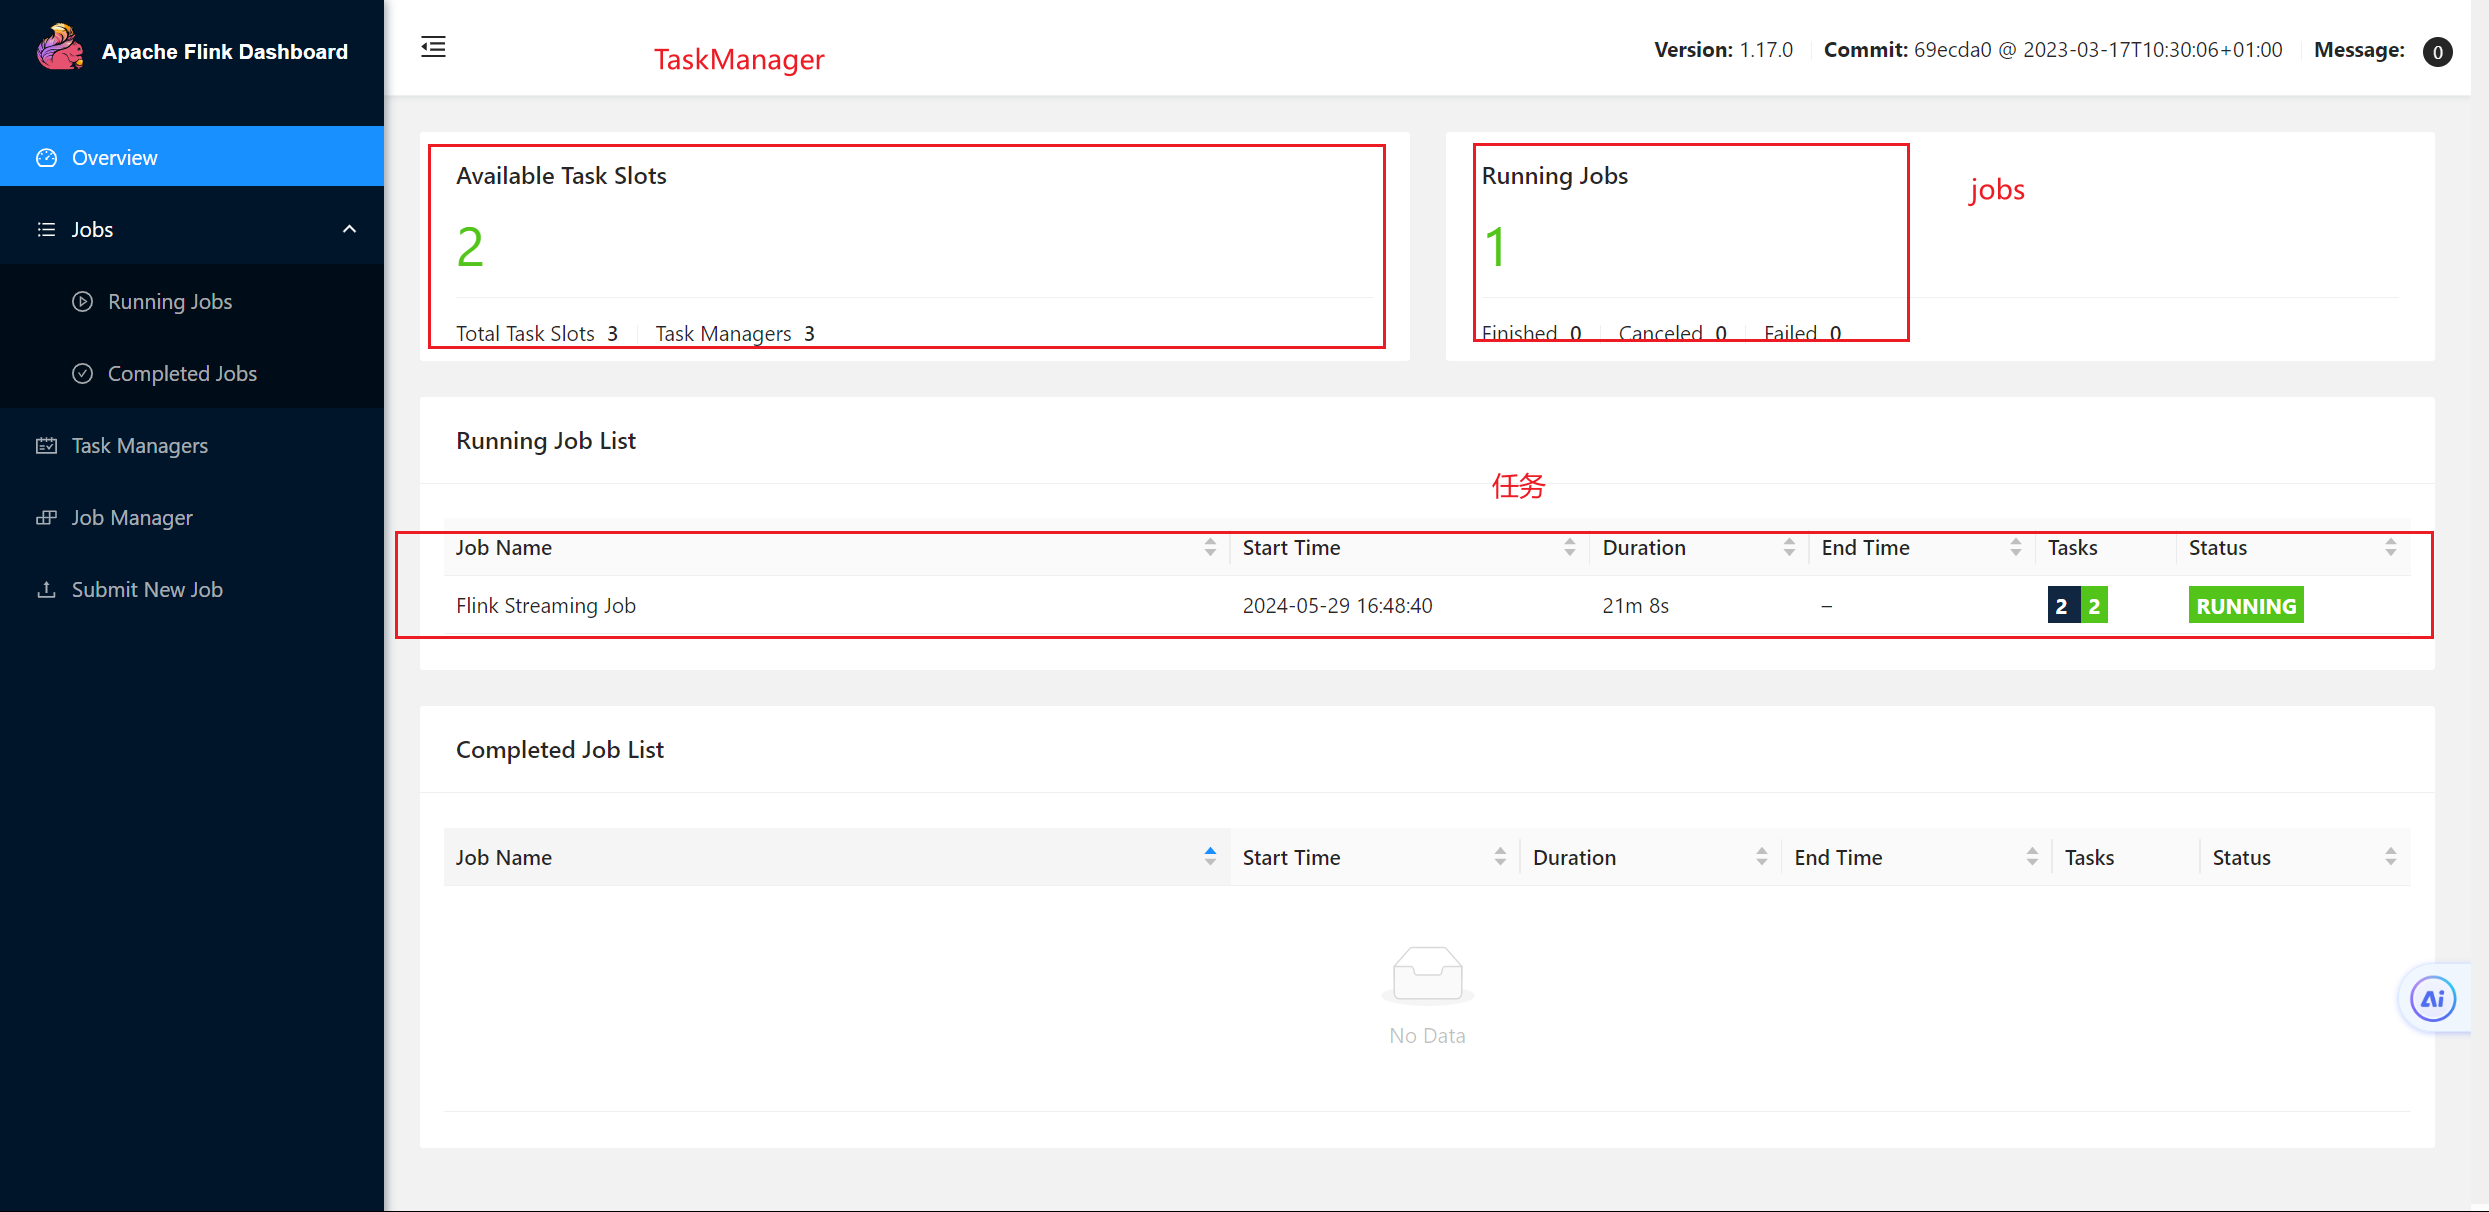 Apache Flink Dashboard
TaskManager
Version: 1.17.0 Commit: 69ecda0 @ 2023-03-17T10:30:06+01:00 Message: 0
Overview
Jobs
Running Jobs
Completed Jobs
Task Managers
Job Manager
Submit New Job
Available Task Slots
2
Total Task Slots 3 Task Managers 3
Running Jobs
jobs
1
Finished 0 Canceled 0 Failed 0
Running Job List
任务
Job Name Start Time Duration End Time Tasks Status
Flink Streaming Job 2024-05-29 16:48:40 21m 8s – 2 2 RUNNING
Completed Job List
Job Name Start Time Duration End Time Tasks Status
No Data
Ai